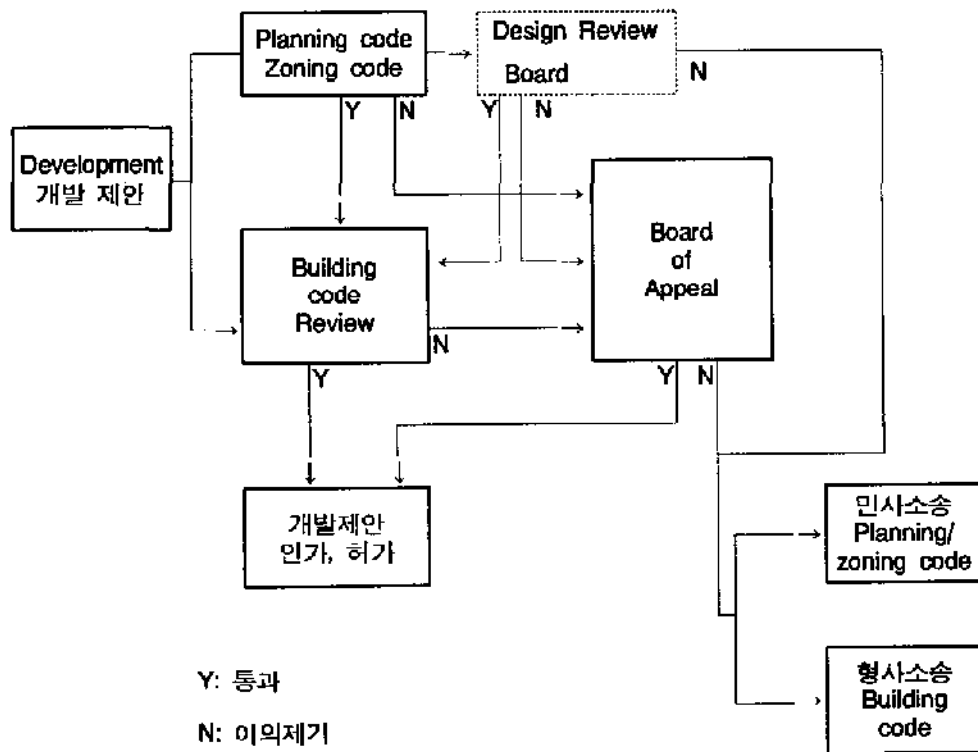 Planning code
Zoning code
Design Review
Board
N
Y
N
Y
N
Development
개발 제안
Building
code
Review
Board
of
Appeal
N
Y
Y
N
개발제안
인가, 허가
민사소송
Planning/
zoning code
형사소송
Building
code
Y: 통과
N: 이의제기